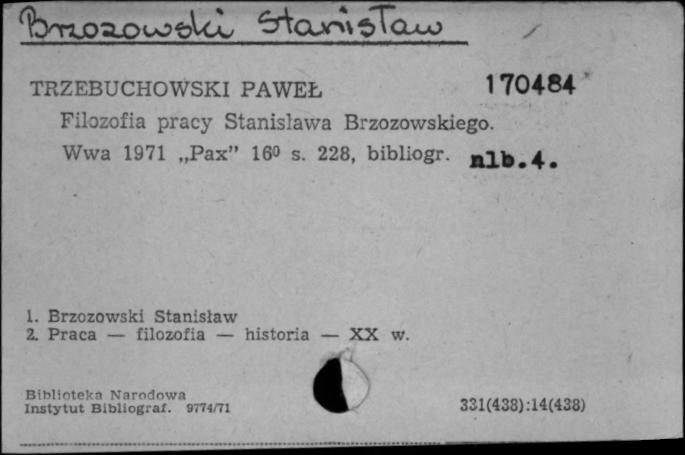 Brzozowski Stanisław
TRZEBUCHOWSKI PAWEŁ 170484
Filozofia pracy Stanisława Brzozowskiego.
Wwa 1971 „Pax” 16⁰ s. 228, bibliogr. nlb.4.
1. Brzozowski Stanisław
2. Praca — filozofia — historia — XX w.
Biblioteka Narodowa
Instytut Bibliograf. 9774/71 331(438):14(438)